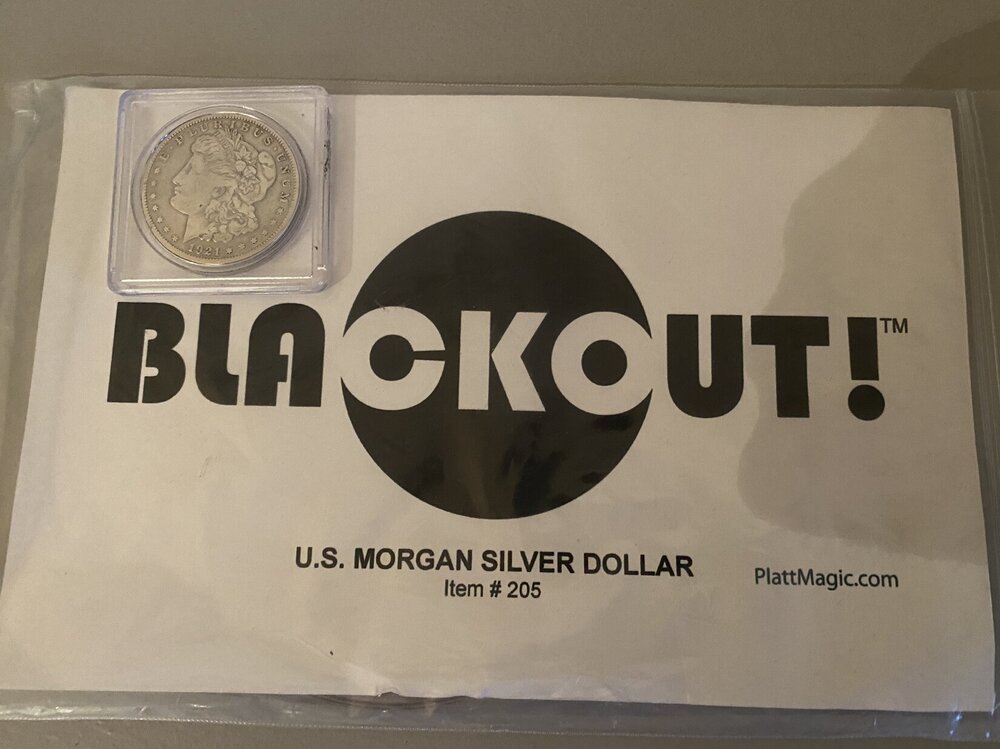 E·PLURIBUS·UNUM
1921
BLACKOUT!™
U.S. MORGAN SILVER DOLLAR
Item # 205
PlattMagic.com